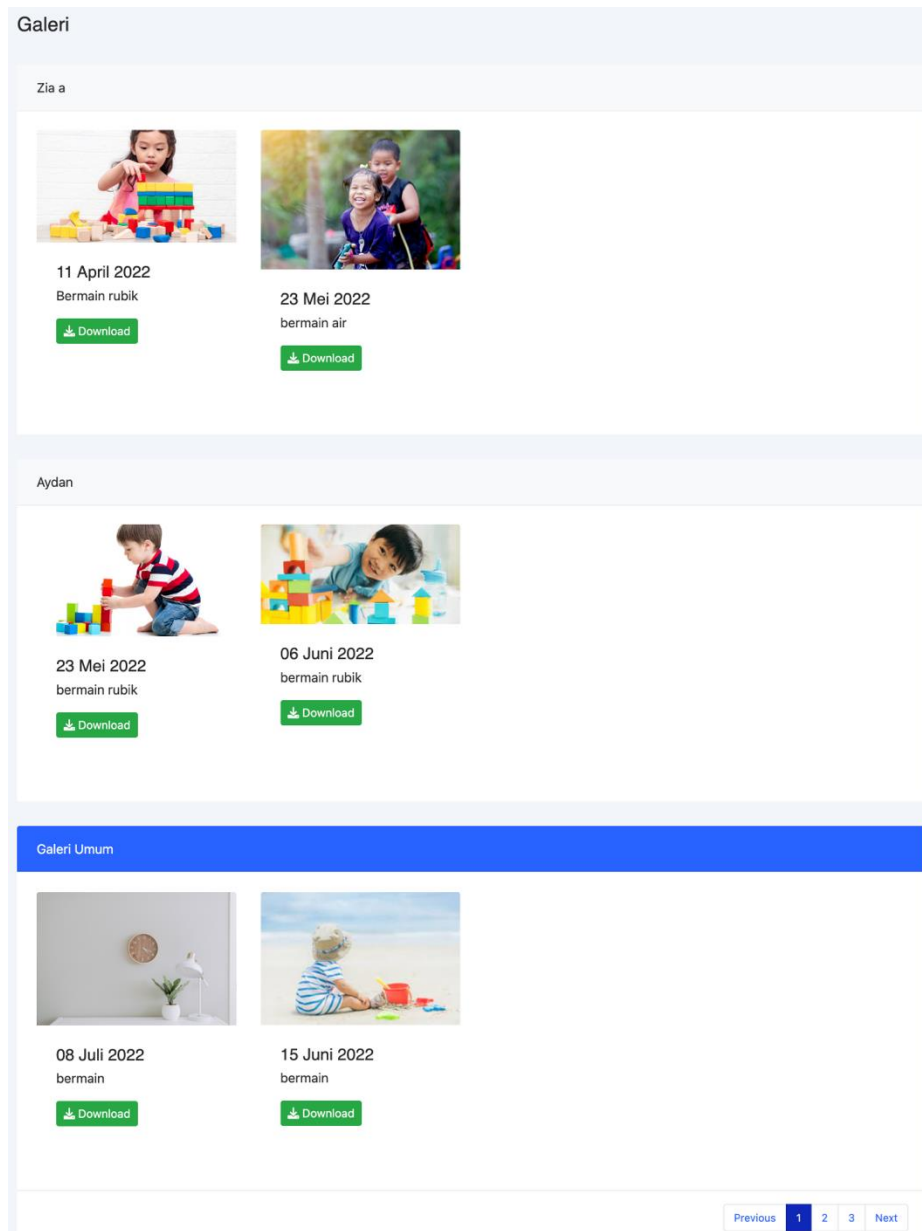 Galeri
Zia a
11 April 2022
Bermain rubik
Download
23 Mei 2022
bermain air
Download
Aydan
23 Mei 2022
bermain rubik
Download
06 Juni 2022
bermain rubik
Download
Galeri Umum
08 Juli 2022
bermain
Download
15 Juni 2022
bermain
Download
Previous 1 2 3 Next